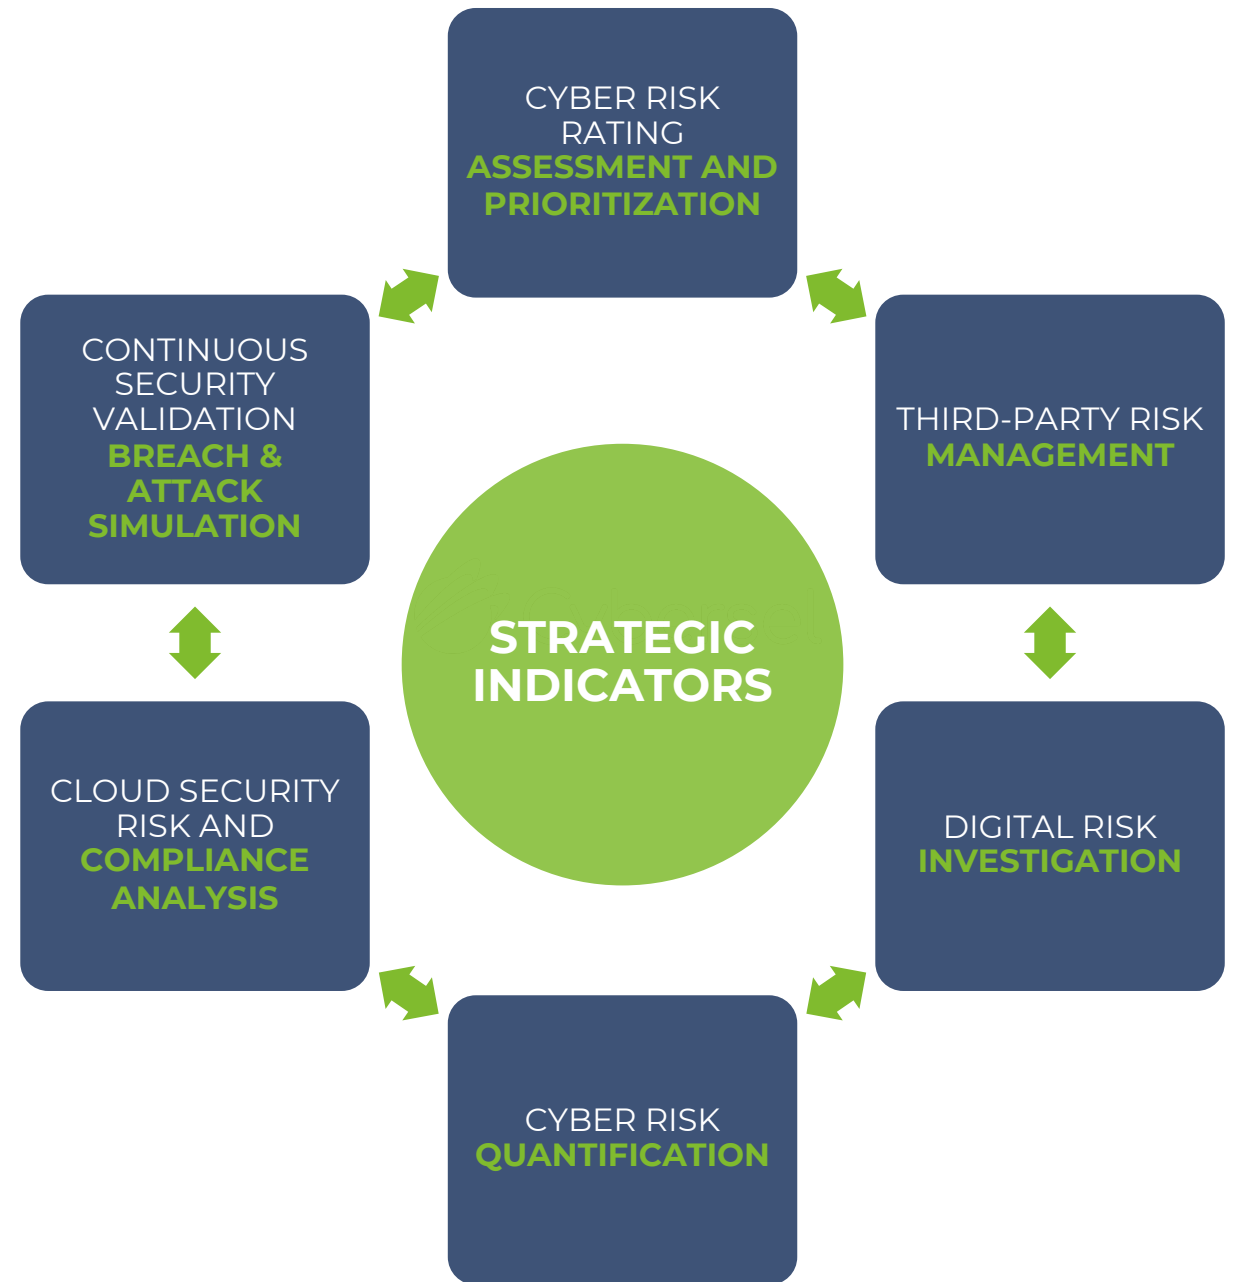 CYBER RISK
RATING
ASSESSMENT AND
PRIORITIZATION
CONTINUOUS
SECURITY
VALIDATION
BREACH &
ATTACK
SIMULATION
THIRD-PARTY RISK
MANAGEMENT
STRATEGIC
INDICATORS
CLOUD SECURITY
RISK AND
COMPLIANCE
ANALYSIS
DIGITAL RISK
INVESTIGATION
CYBER RISK
QUANTIFICATION